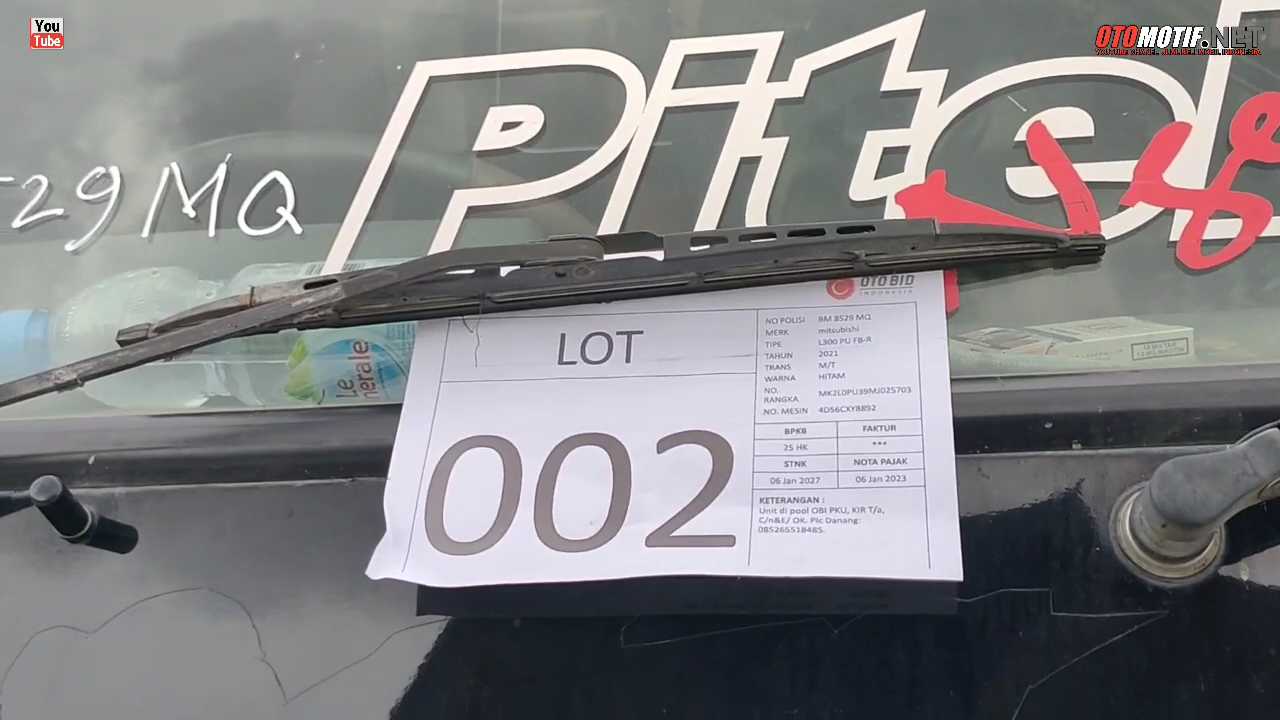 You
Tube
OTOMOTIF.NET
Pite
29 MQ
OTO BID
INDONESIA
LOT
002
NO POLISI BM 8529 MQ
MERK mitsubishi
TIPE L300 PU FB-R
TAHUN 2021
TRANS M/T
WARNA HITAM
NO. RANGKA MK2L0PU39MJ025703
NO. MESIN 4D56CXY8892
BPKB FAKTUR
25 HK ***
STNK NOTA PAJAK
06 Jan 2027 06 Jan 2023
KETERANGAN :
Unit di pool OBI PKU, KIR T/a,
C/n&E/ OK. Pic Danang:
085265518485.
Le
nerale